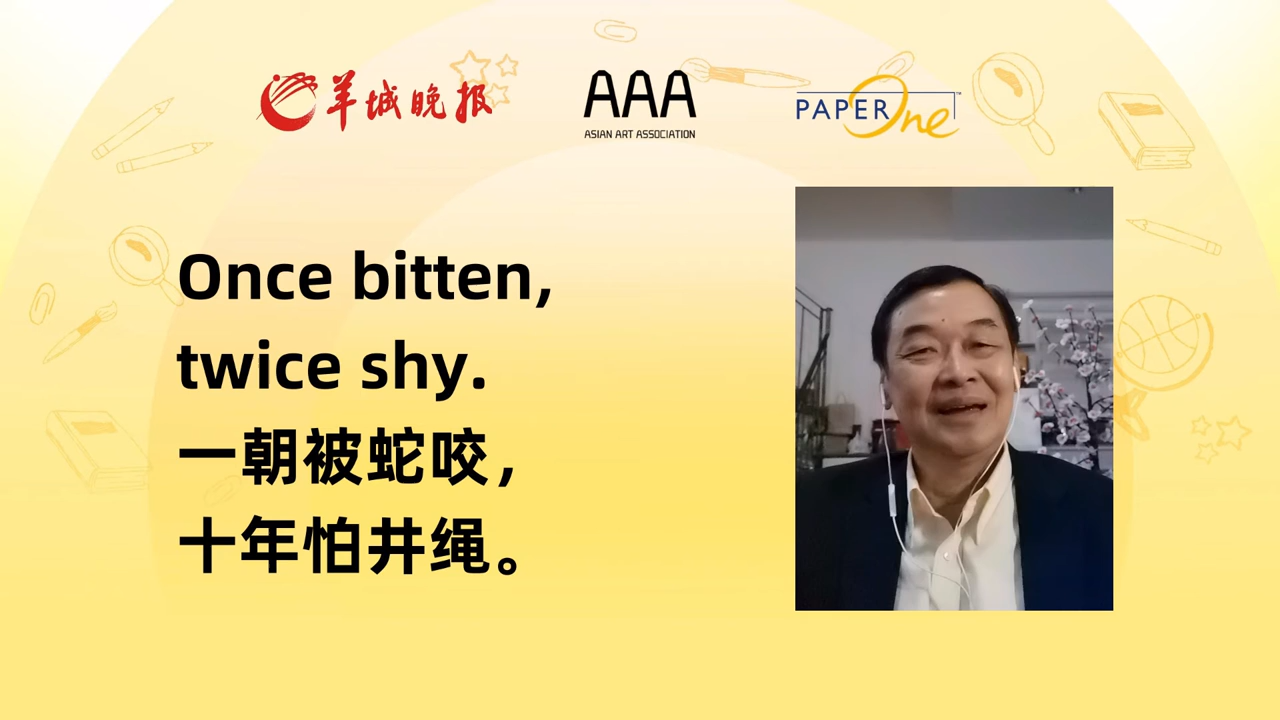 羊城晚报
AAA
ASIAN ART ASSOCIATION
PAPER One™
Once bitten,
twice shy.
一朝被蛇咬，
十年怕井绳。